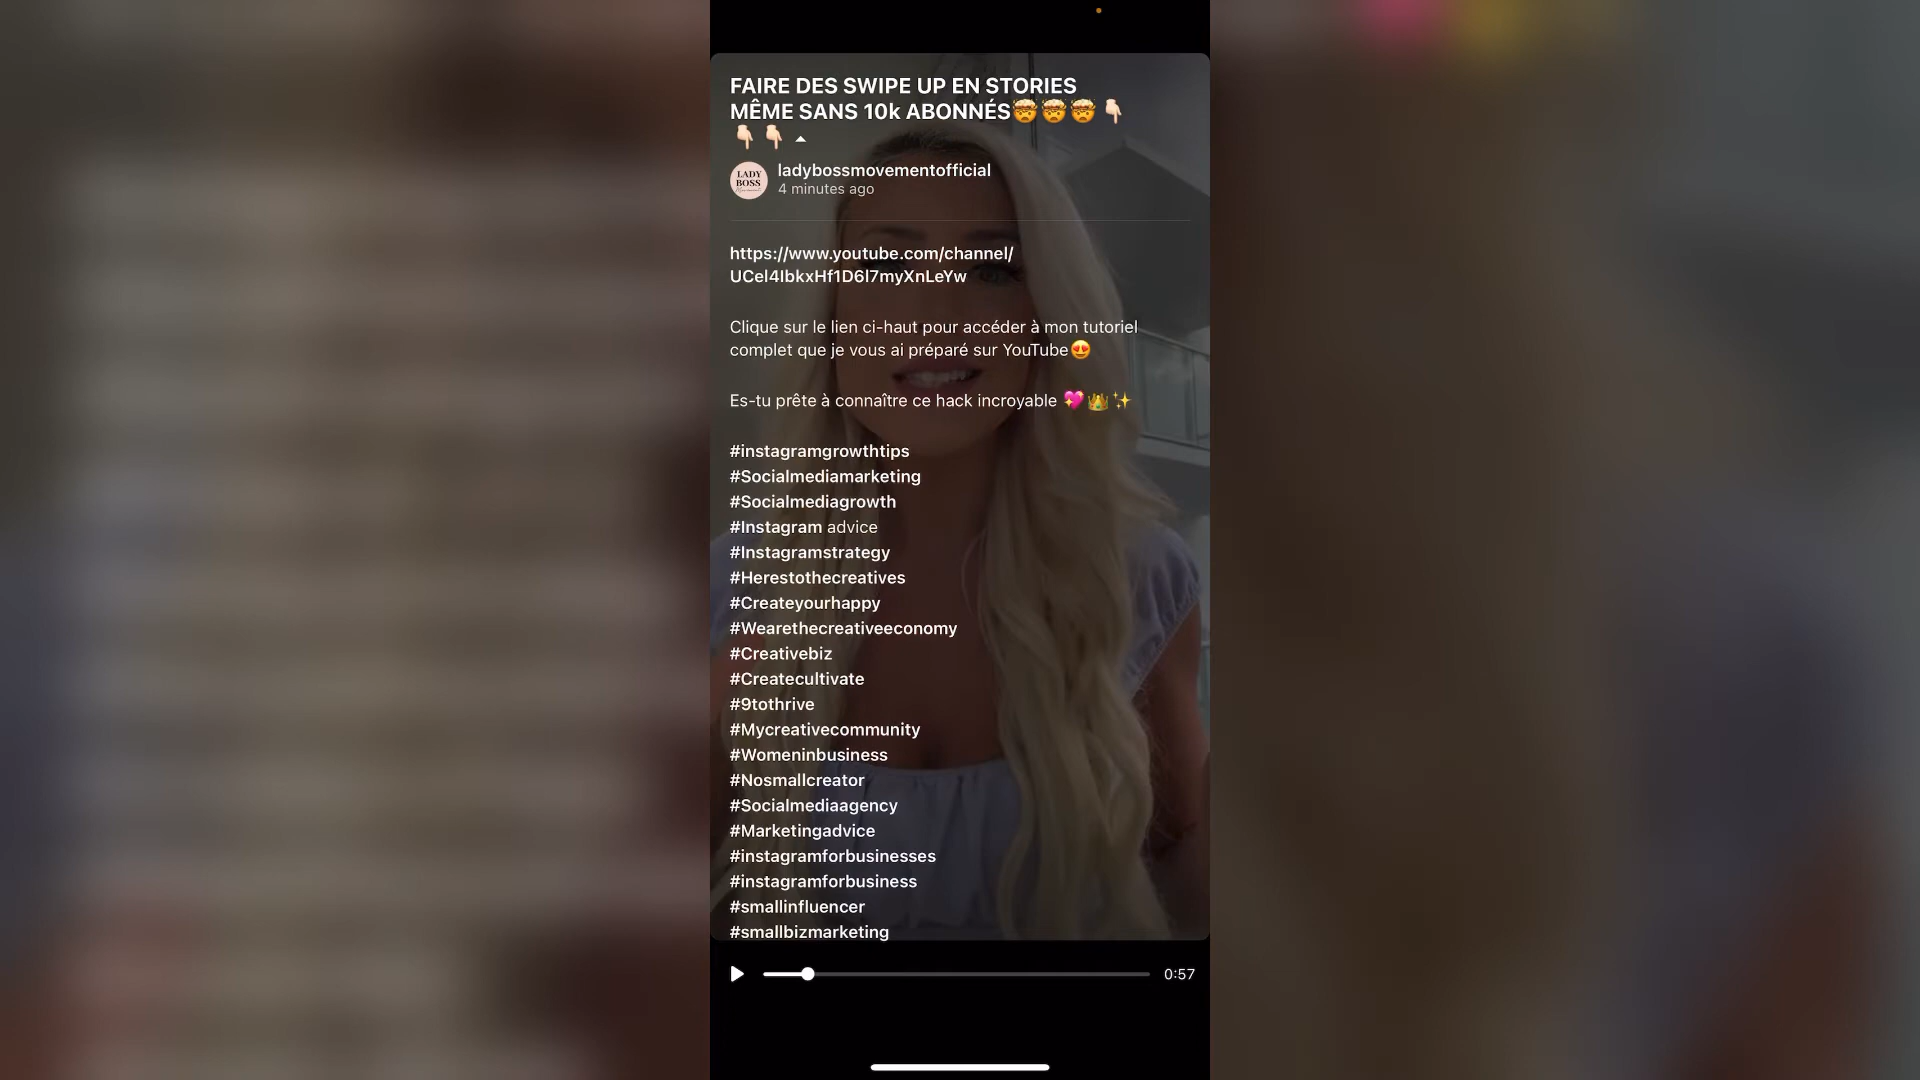 FAIRE DES SWIPE UP EN STORIES
MÊME SANS 10k ABONNÉS🤯🤯🤯👇🏻
👇🏻👇🏻
LADY
BOSS
ladybossmovementofficial
4 minutes ago
https://www.youtube.com/channel/
UCel4IbkxHf1D6l7myXnLeYw
Clique sur le lien ci-haut pour accéder à mon tutoriel
complet que je vous ai préparé sur YouTube😍
Es-tu prête à connaître ce hack incroyable 💖👑✨
#instagramgrowthtips
#Socialmediamarketing
#Socialmediagrowth
#Instagram advice
#Instagramstrategy
#Herestothecreatives
#Createyourhappy
#Wearethecreativeeconomy
#Creativebiz
#Createcultivate
#9tothrive
#Mycreativecommunity
#Womeninbusiness
#Nosmallcreator
#Socialmediaagency
#Marketingadvice
#instagramforbusinesses
#instagramforbusiness
#smallinfluencer
#smallbizmarketing
0:57